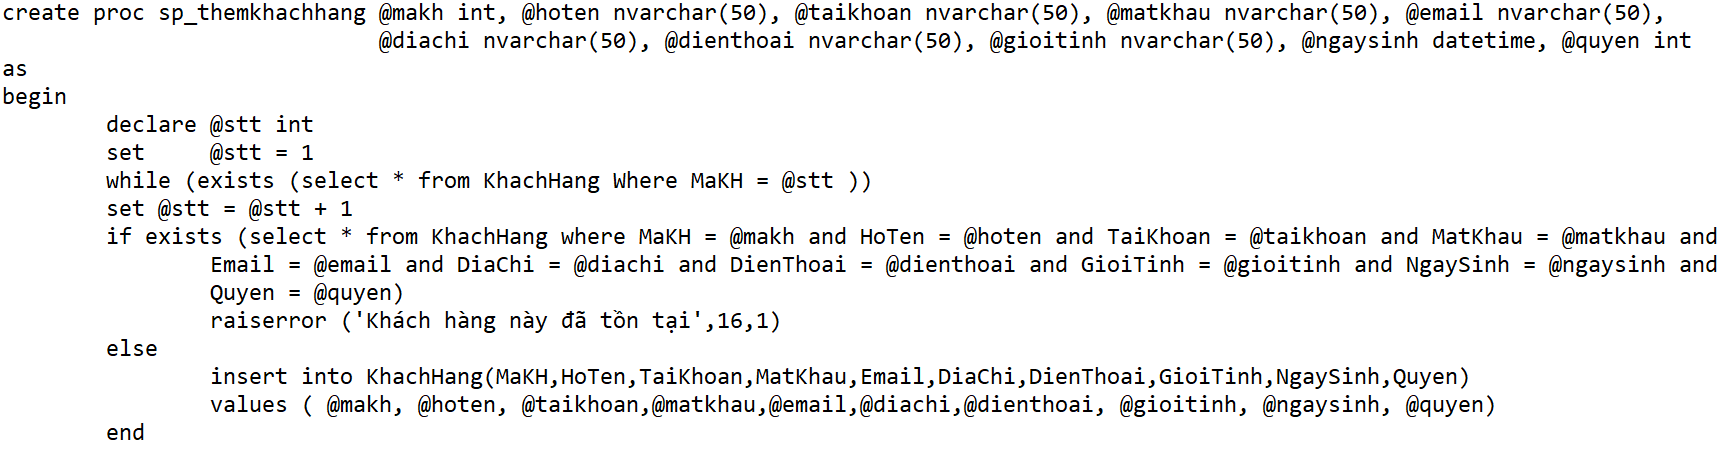 create proc sp_themkhachhang @makh int, @hoten nvarchar(50), @taikhoan nvarchar(50), @matkhau nvarchar(50), @email nvarchar(50),
@diachi nvarchar(50), @dienthoai nvarchar(50), @gioitinh nvarchar(50), @ngaysinh datetime, @quyen int
as
begin
declare @stt int
set @stt = 1
while (exists (select * from KhachHang Where MaKH = @stt ))
set @stt = @stt + 1
if exists (select * from KhachHang where MaKH = @makh and HoTen = @hoten and TaiKhoan = @taikhoan and MatKhau = @matkhau and
Email = @email and DiaChi = @diachi and DienThoai = @dienthoai and GioiTinh = @gioitinh and NgaySinh = @ngaysinh and
Quyen = @quyen)
raiserror ('Khách hàng này đã tồn tại',16,1)
else
insert into KhachHang(MaKH,HoTen,TaiKhoan,MatKhau,Email,DiaChi,DienThoai,GioiTinh,NgaySinh,Quyen)
values ( @makh, @hoten, @taikhoan,@matkhau,@email,@diachi,@dienthoai, @gioitinh, @ngaysinh, @quyen)
end